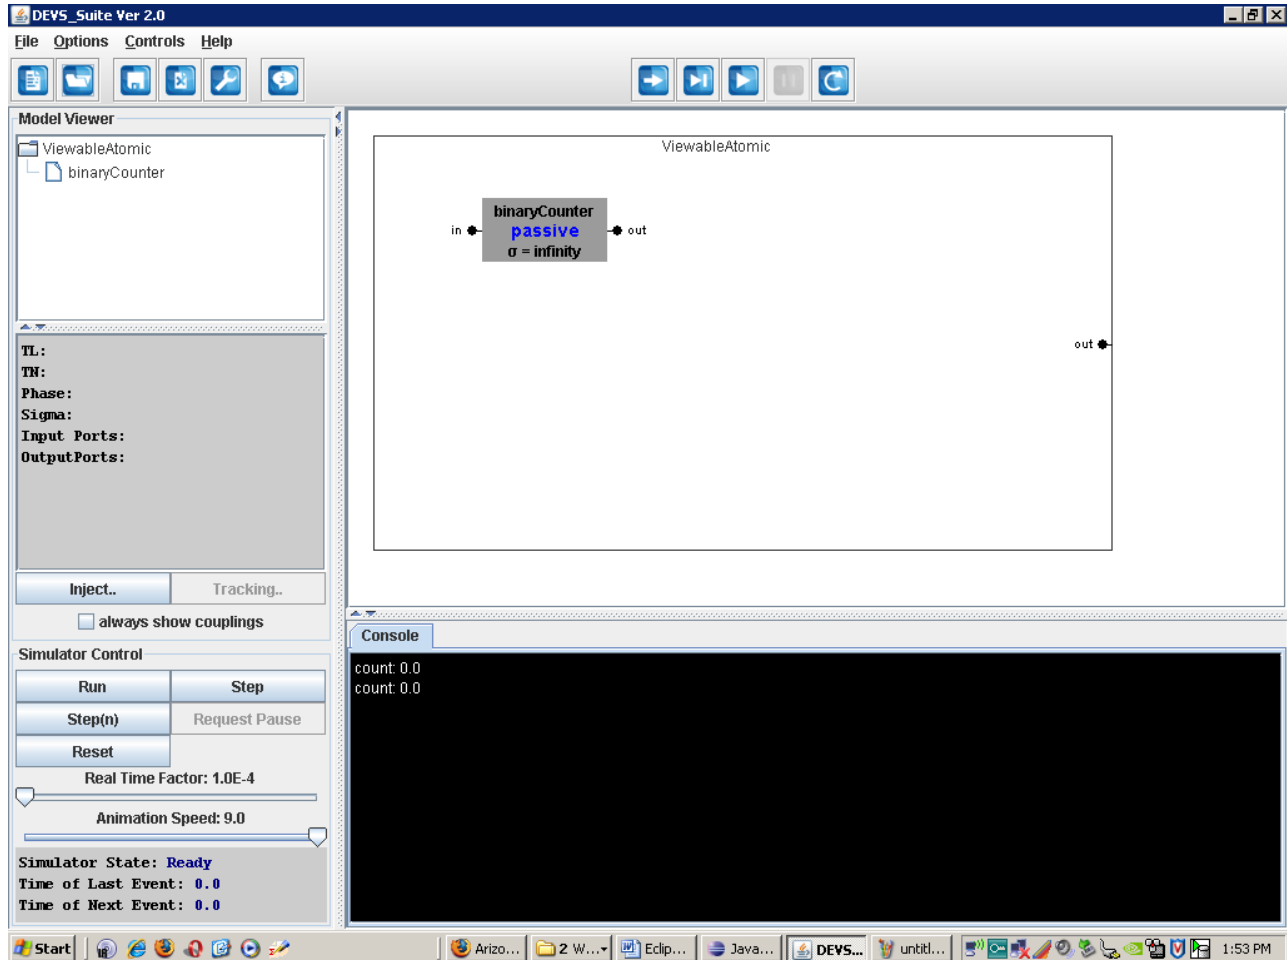 DEVS_Suite Ver 2.0
File Options Controls Help
Model Viewer
ViewableAtomic
binaryCounter
TL:
TN:
Phase:
Sigma:
Input Ports:
OutputPorts:
Inject..
Tracking..
always show couplings
Simulator Control
Run
Step
Step(n)
Request Pause
Reset
Real Time Factor: 1.0E-4
Animation Speed: 9.0
Simulator State: Ready
Time of Last Event: 0.0
Time of Next Event: 0.0
ViewableAtomic
binaryCounter
in passive out
σ = infinity
out
Console
count: 0.0
count: 0.0
Start Arizo... 2 W... Eclip... Java... DEVS... untitl... 1:53 PM